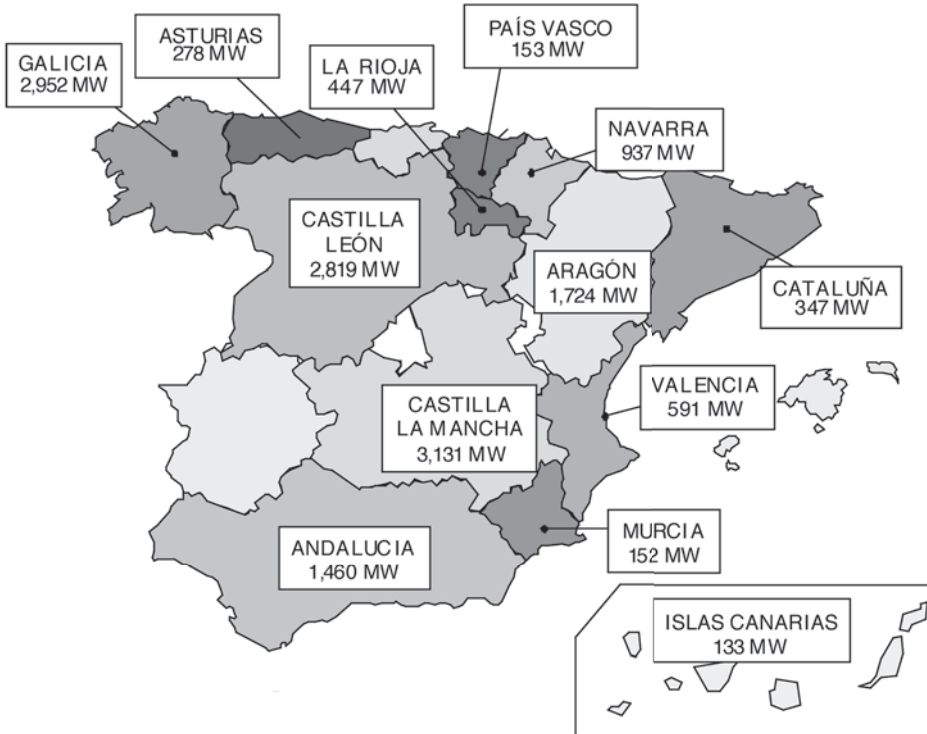 PAÍS VASCO
153 MW
ASTURIAS
278 MW
GALICIA
2,952 MW
LA RIOJA
447 MW
NAVARRA
937 MW
CASTILLA
LEÓN
2,819 MW
ARAGÓN
1,724 MW
CATALUÑA
347 MW
VALENCIA
591 MW
CASTILLA
LA MANCHA
3,131 MW
MURCIA
152 MW
ANDALUCIA
1,460 MW
ISLAS CANARIAS
133 MW